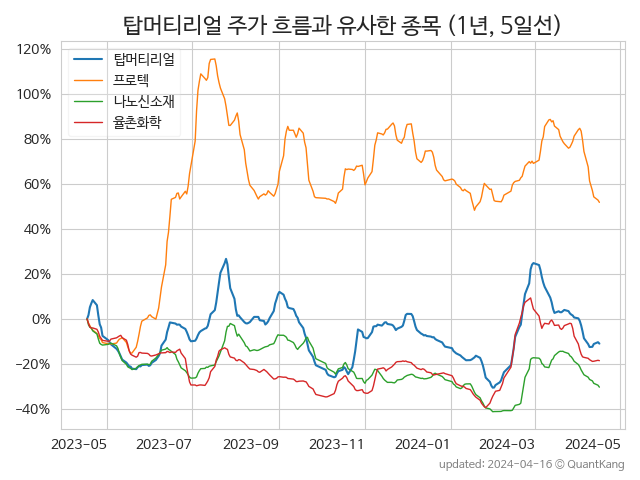 탑머티리얼 주가 흐름과 유사한 종목 (1년, 5일선)
탑머티리얼
프로텍
나노신소재
율촌화학
120%
100%
80%
60%
40%
20%
0%
−20%
−40%
2023-05 2023-07 2023-09 2023-11 2024-01 2024-03 2024-05
updated: 2024-04-16 © QuantKang